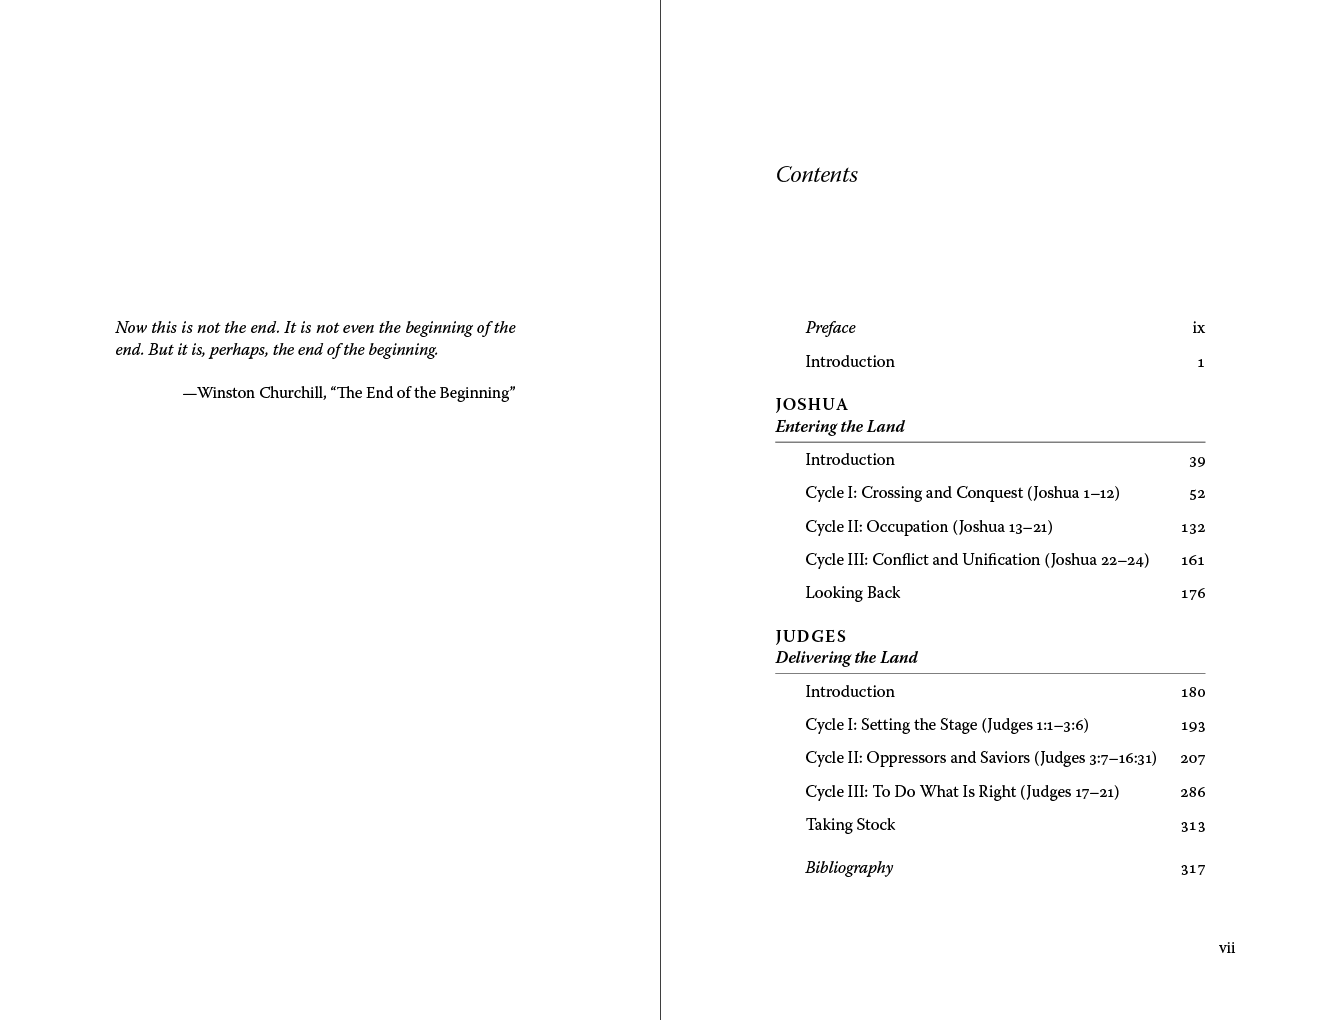 Now this is not the end. It is not even the beginning of the
end. But it is, perhaps, the end of the beginning.
—Winston Churchill, “The End of the Beginning”
Contents
Preface ix
Introduction 1
JOSHUA
Entering the Land
Introduction 39
Cycle I: Crossing and Conquest (Joshua 1–12) 52
Cycle II: Occupation (Joshua 13–21) 132
Cycle III: Conflict and Unification (Joshua 22–24) 161
Looking Back 176
JUDGES
Delivering the Land
Introduction 180
Cycle I: Setting the Stage (Judges 1:1–3:6) 193
Cycle II: Oppressors and Saviors (Judges 3:7–16:31) 207
Cycle III: To Do What Is Right (Judges 17–21) 286
Taking Stock 313
Bibliography 317
vii